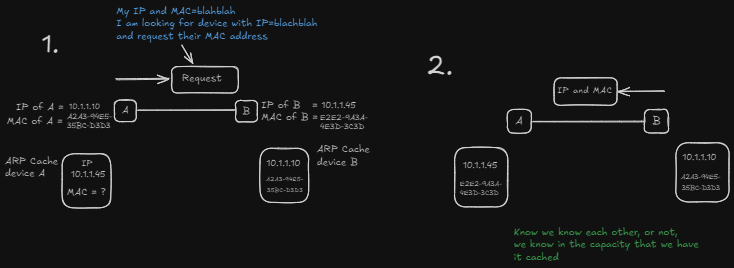 1.
My IP and MAC=blahblah
I am looking for device with IP=blachblah
and request their MAC address
Request
IP of A = 10.1.1.10
MAC of A = A2A3-94E5-
35BC-D3D3
A
B
IP of B = 10.1.1.45
MAC of B = E2E2-9A3A-
4E3D-3C3D
ARP Cache
device A
IP
10.1.1.45
MAC = ?
10.1.1.10
A2A3-94E5-
35BC-D3D3
ARP Cache
device B
2.
IP and MAC
A
B
10.1.1.45
E2E2-9A3A-
4E3D-3C3D
10.1.1.10
A2A3-94E5-
35BC-D3D3
Know we know each other, or not,
we know in the capacity that we have
it cached